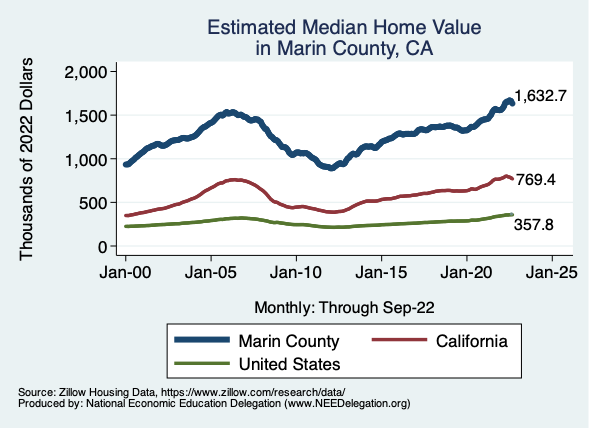 Estimated Median Home Value
in Marin County, CA
Thousands of 2022 Dollars
2,000
1,500
1,000
500
0
1,632.7
769.4
357.8
Jan-00 Jan-05 Jan-10 Jan-15 Jan-20 Jan-25
Monthly: Through Sep-22
Marin County California
United States
Source: Zillow Housing Data, https://www.zillow.com/research/data/
Produced by: National Economic Education Delegation (www.NEEDelegation.org)